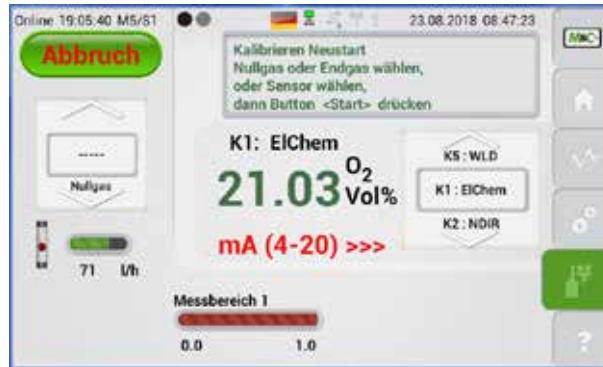 Online 19:05:40 M5/S1
23.08.2018 08:47:23
Abbruch
Kalibrieren Neustart
Nullgas oder Endgas wählen,
oder Sensor wählen,
dann Button <Start> drücken
-----
Nullgas
71 l/h
K1: ElChem
21.03 O2 Vol%
mA (4-20) >>>
K5 : WLD
K1 : ElChem
K2 : NDIR
Messbereich 1
0.0 1.0
?